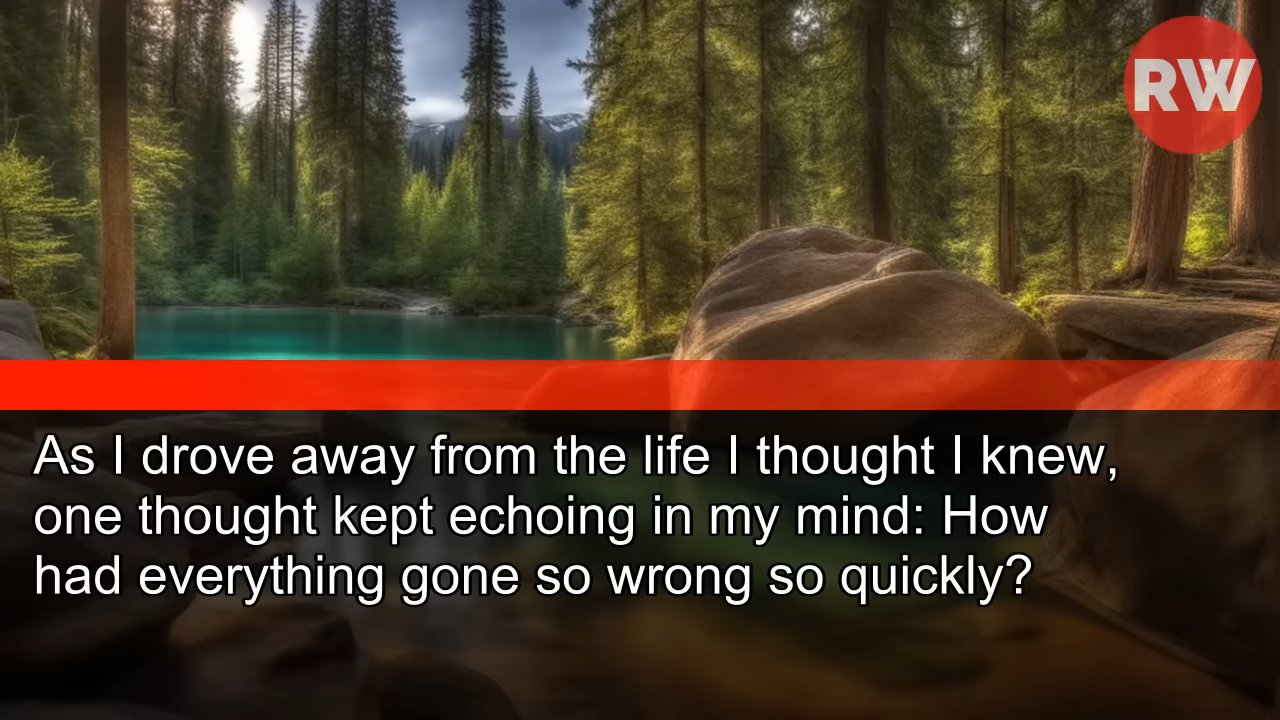 RW
As I drove away from the life I thought I knew,
one thought kept echoing in my mind: How
had everything gone so wrong so quickly?